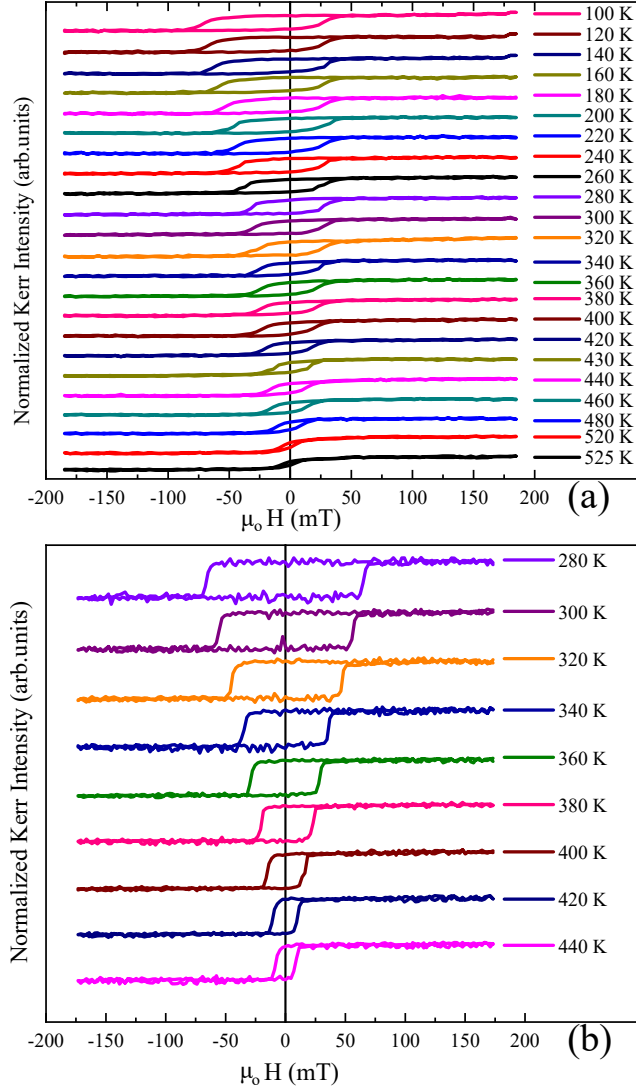 Normalized Kerr Intensity (arb.units)
100 K
120 K
140 K
160 K
180 K
200 K
220 K
240 K
260 K
280 K
300 K
320 K
340 K
360 K
380 K
400 K
420 K
430 K
440 K
460 K
480 K
520 K
525 K
(a)
-200 -150 -100 -50 0 50 100 150 200
μₒ H (mT)
Normalized Kerr Intensity (arb.units)
280 K
300 K
320 K
340 K
360 K
380 K
400 K
420 K
440 K
(b)
-200 -150 -100 -50 0 50 100 150 200
μₒ H (mT)